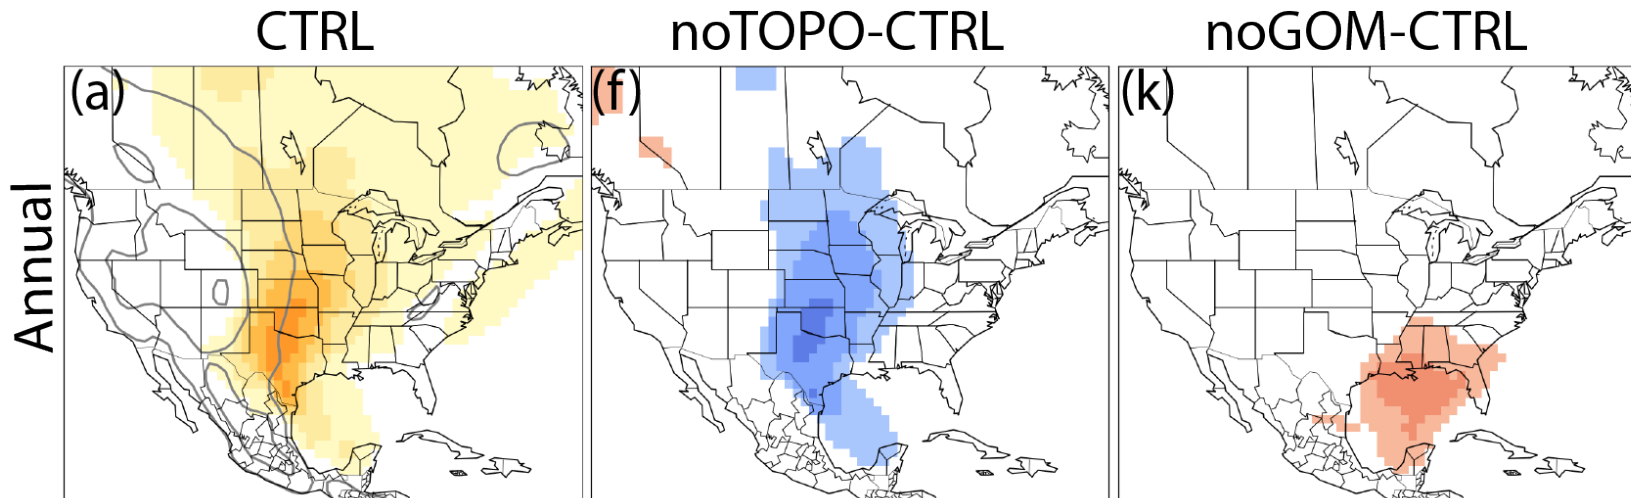 CTRL
noTOPO-CTRL
noGOM-CTRL
(a)
(f)
(k)
Annual